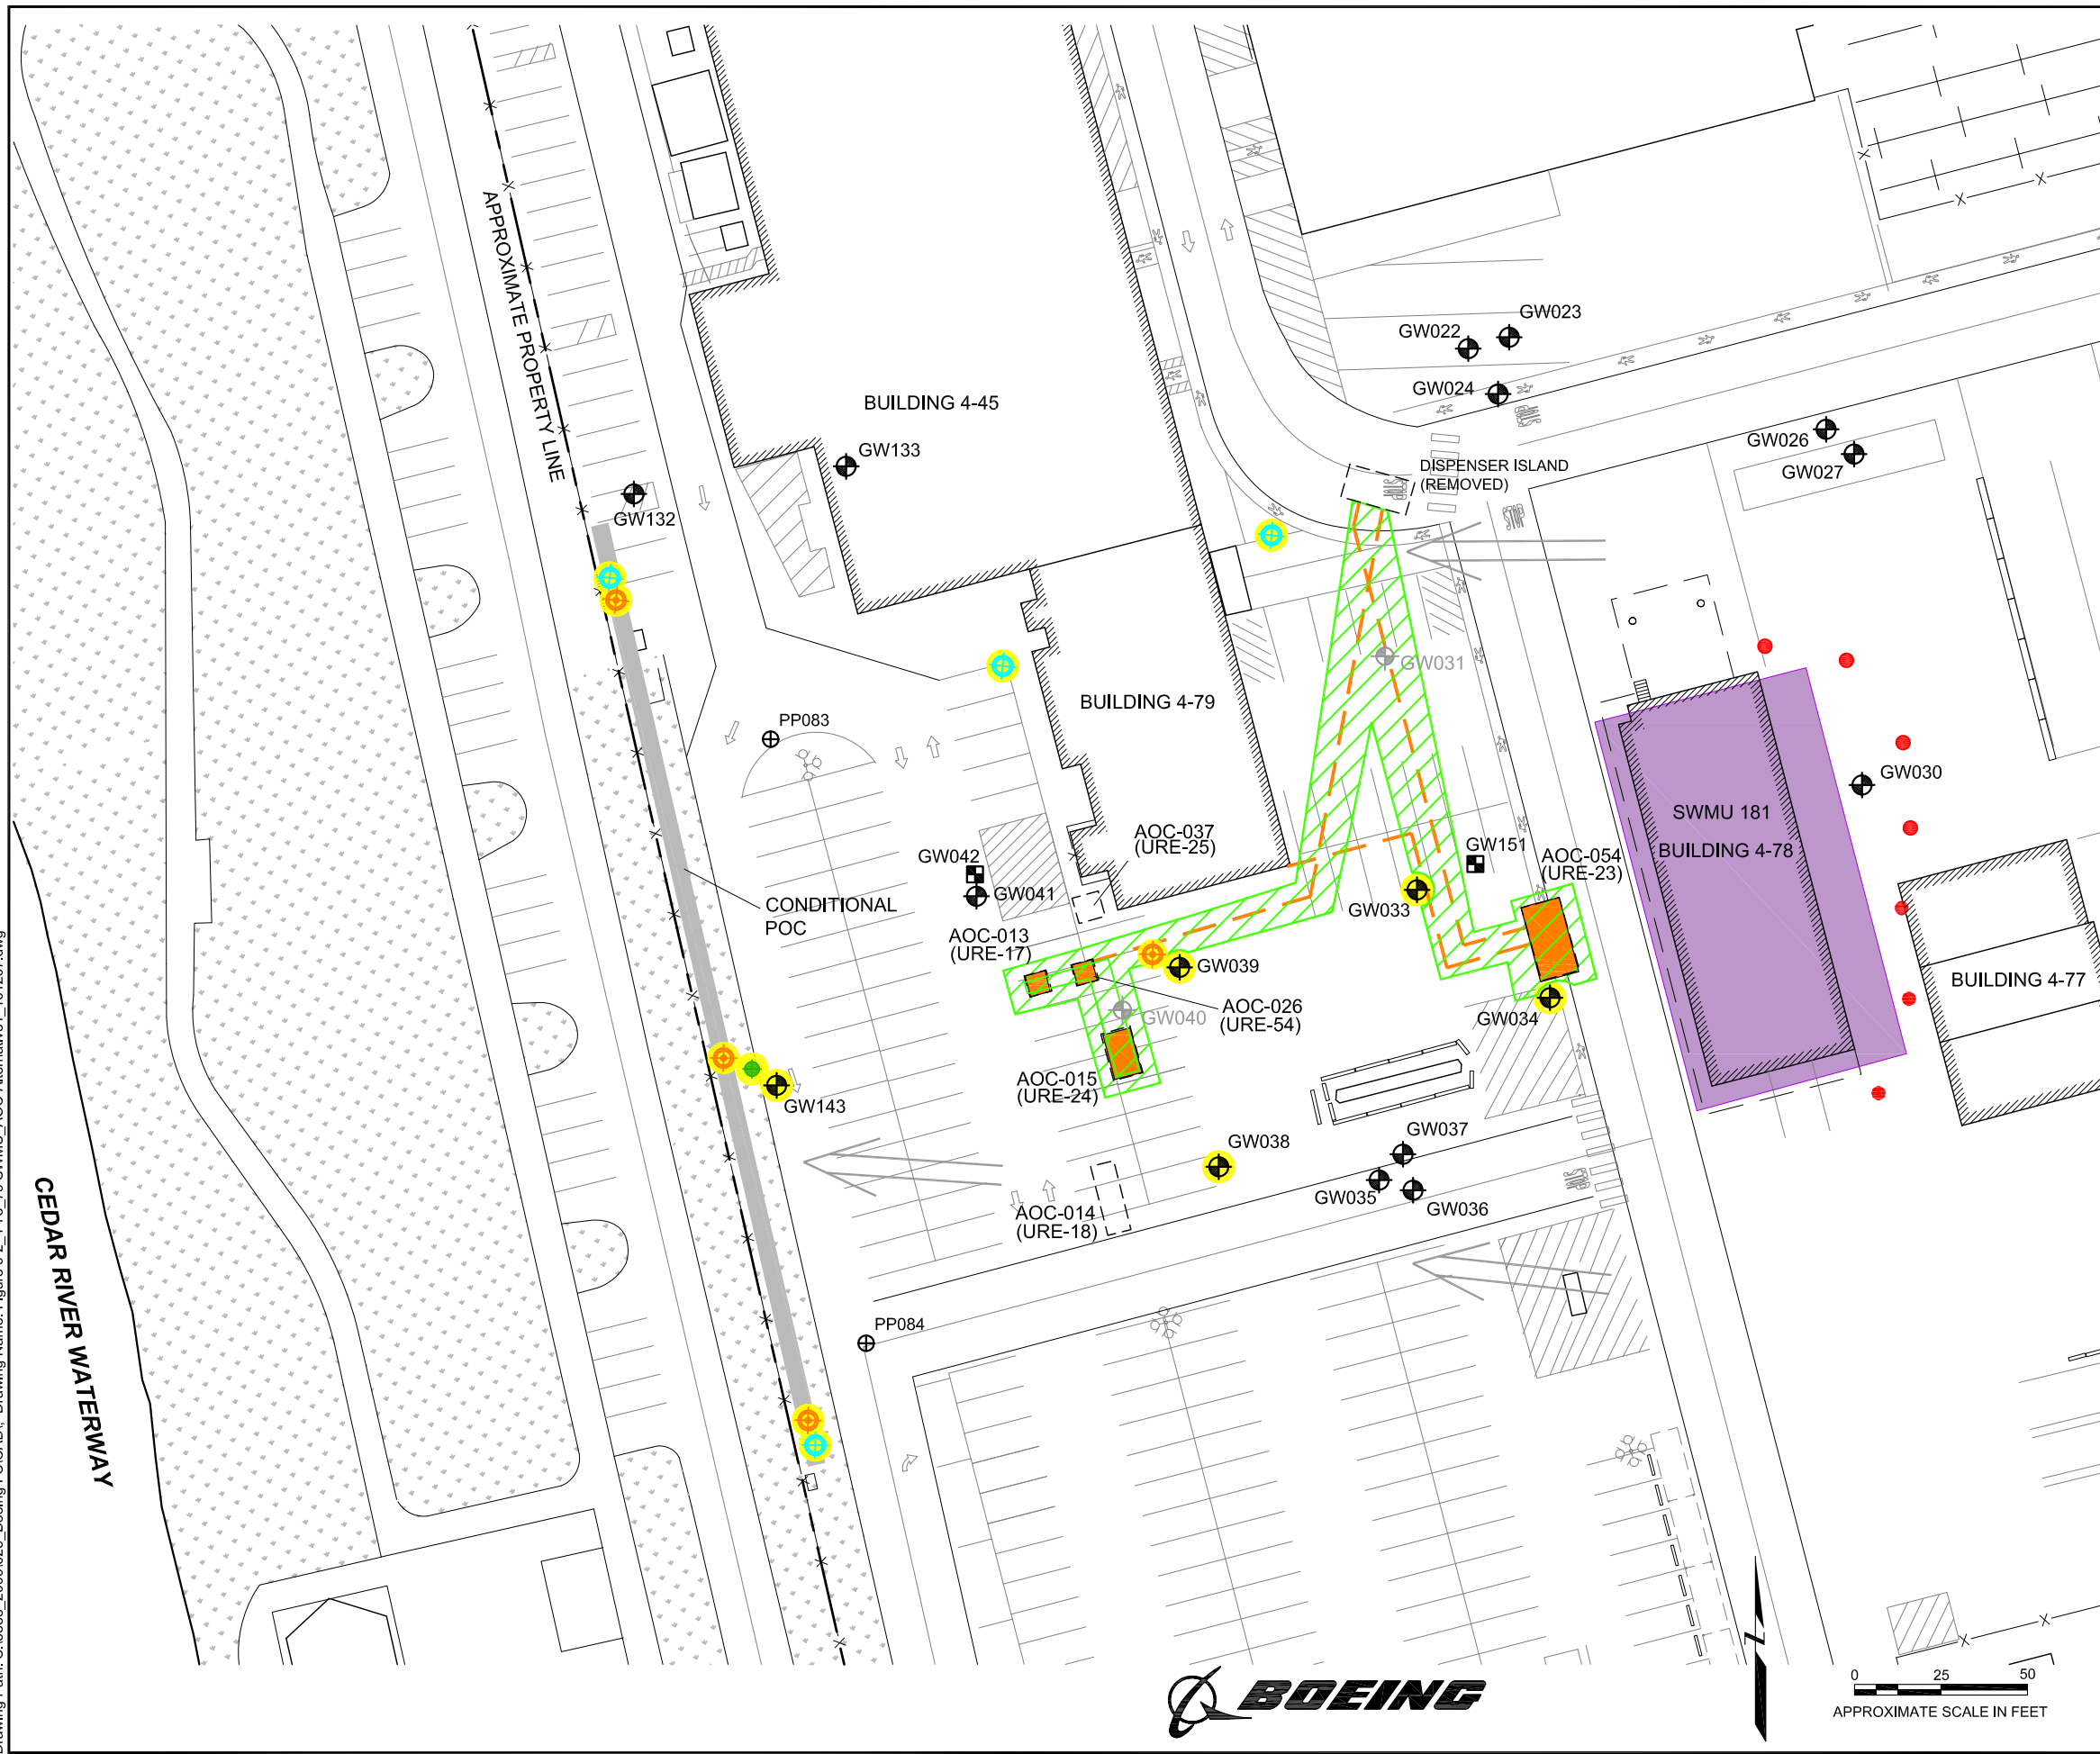 APPROXIMATE PROPERTY LINE
BUILDING 4-45
GW133
GW132
GW022
GW023
GW024
GW026
GW027
DISPENSER ISLAND
(REMOVED)
STOP
STOP
STOP
GW031
BUILDING 4-79
PP083
GW030
SWMU 181
BUILDING 4-78
AOC-037
(URE-25)
GW151
AOC-054
(URE-23)
GW042
GW041
CONDITIONAL
POC
GW033
AOC-013
(URE-17)
GW039
AOC-026
(URE-54)
GW040
GW034
BUILDING 4-77
AOC-015
(URE-24)
GW143
GW038
GW037
GW035
GW036
STOP
AOC-014
(URE-18)
PP084
CEDAR RIVER WATERWAY
BOEING
N
0 25 50
APPROXIMATE SCALE IN FEET